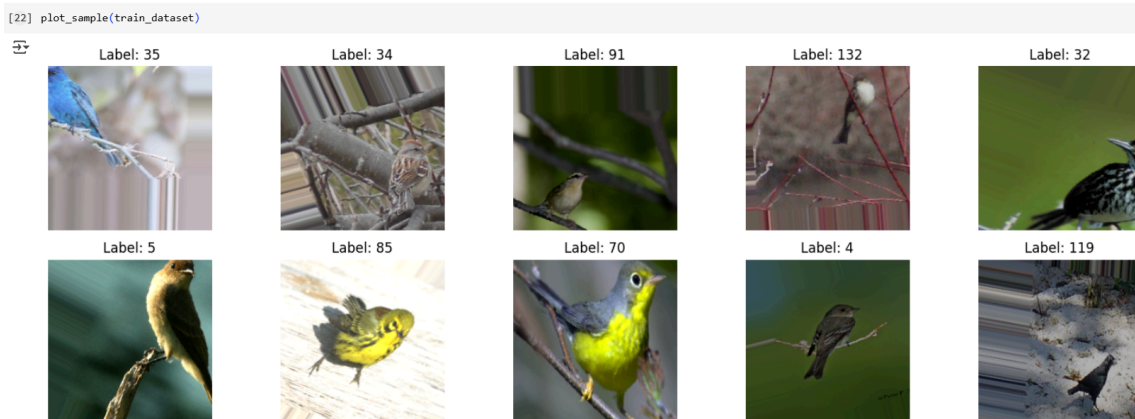 [22] plot_sample(train_dataset)
Label: 35
Label: 34
Label: 91
Label: 132
Label: 32
Label: 5
Label: 85
Label: 70
Label: 4
Label: 119